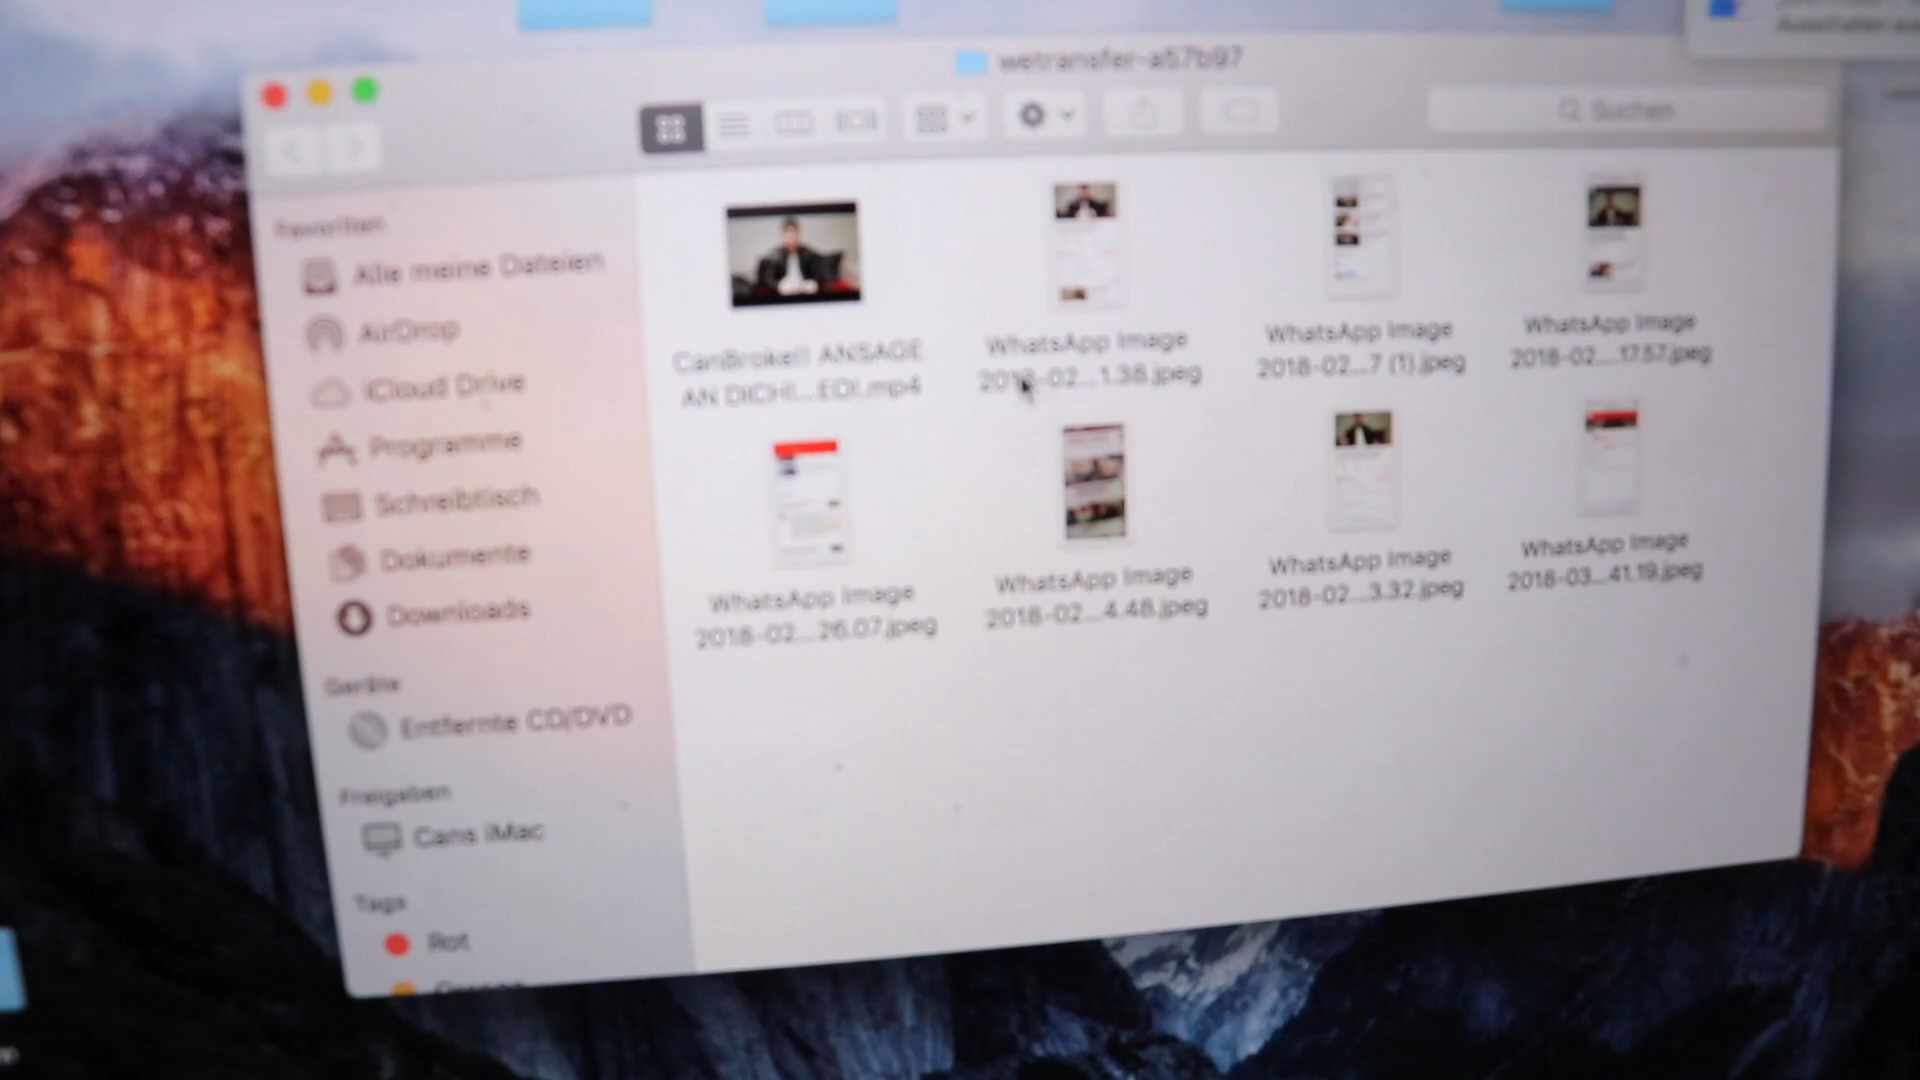 wetransfer-a57b97
Suchen
Favoriten
Alle meine Dateien
AirDrop
iCloud Drive
Programme
Schreibtisch
Dokumente
Downloads
Geräte
Entfernte CD/DVD
Freigaben
Cans iMac
Tags
Rot
CanBroke!! ANSAGE
AN DICH!...EO!.mp4
WhatsApp Image
2018-02...1.38.jpeg
WhatsApp Image
2018-02...7 (1).jpeg
WhatsApp Image
2018-02....17.57.jpeg
WhatsApp Image
2018-02....26.07.jpeg
WhatsApp Image
2018-02...4.48.jpeg
WhatsApp Image
2018-02...3.32.jpeg
WhatsApp Image
2018-03...41.19.jpeg